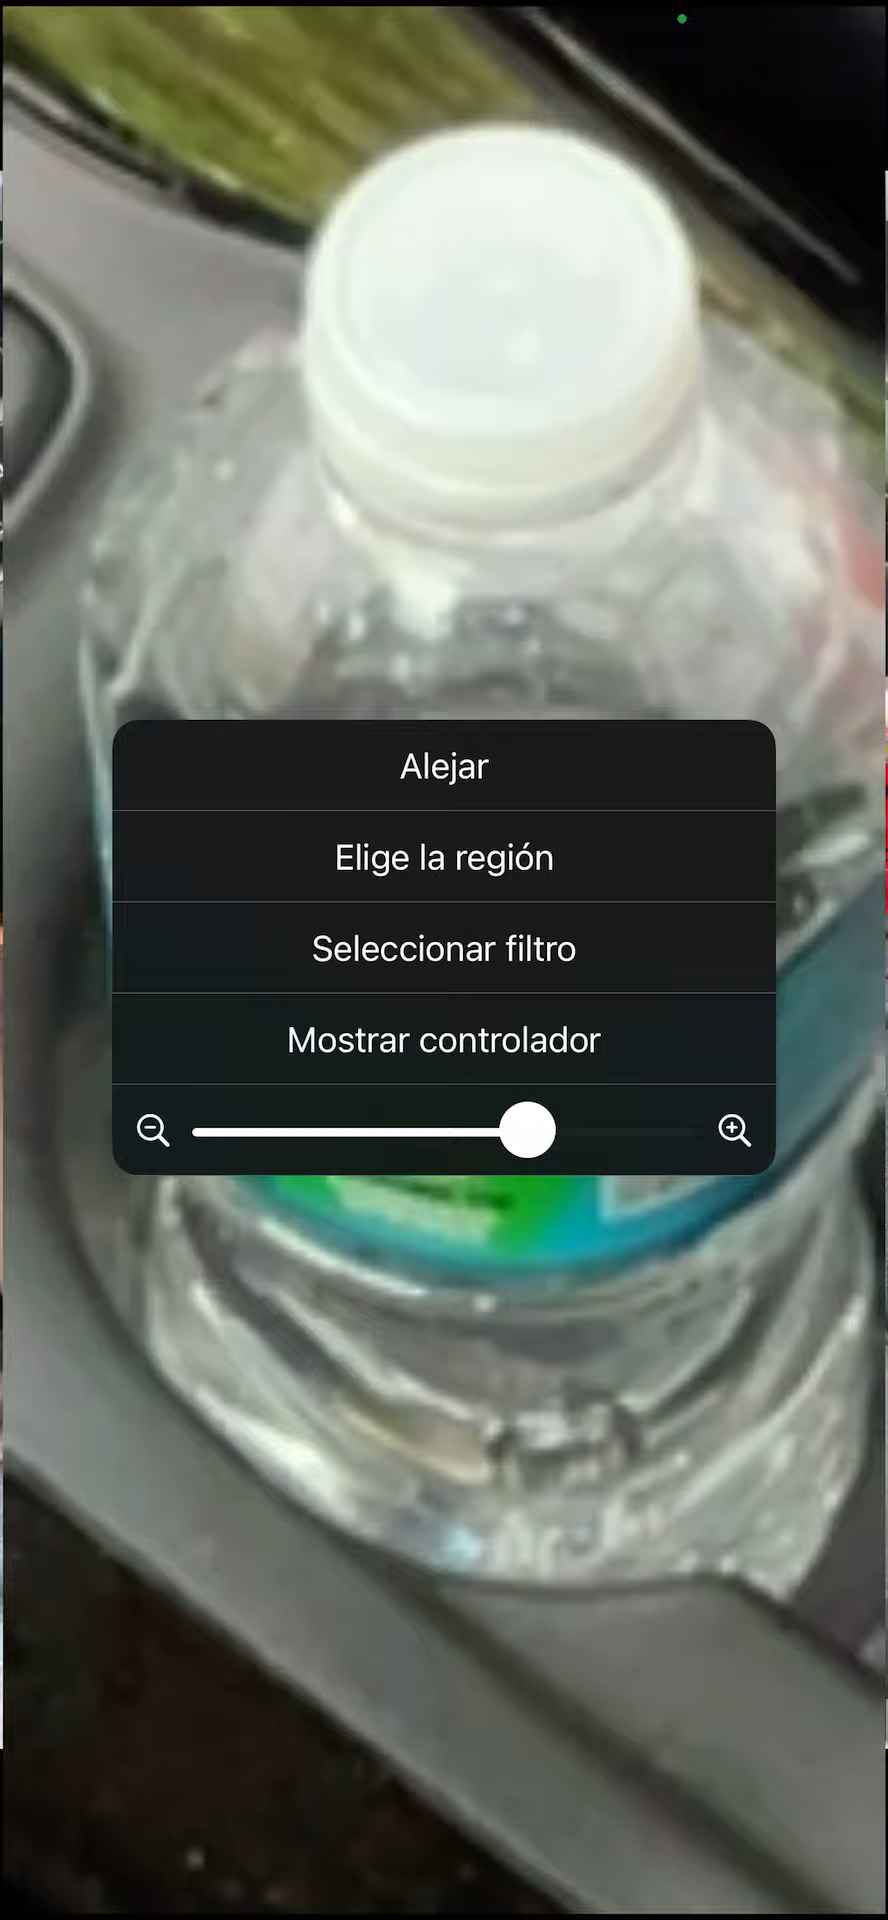 Alejar
Elige la región
Seleccionar filtro
Mostrar controlador